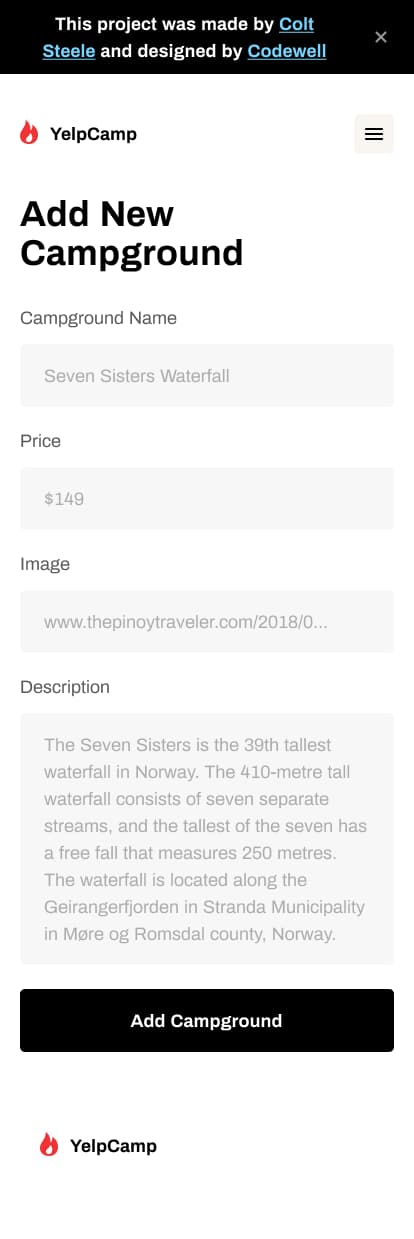 This project was made by Colt
Steele and designed by Codewell
YelpCamp
Add New
Campground
Campground Name
Seven Sisters Waterfall
Price
$149
Image
www.thepinoytraveler.com/2018/0...
Description
The Seven Sisters is the 39th tallest
waterfall in Norway. The 410-metre tall
waterfall consists of seven separate
streams, and the tallest of the seven has
a free fall that measures 250 metres.
The waterfall is located along the
Geirangerfjorden in Stranda Municipality
in Møre og Romsdal county, Norway.
Add Campground
YelpCamp